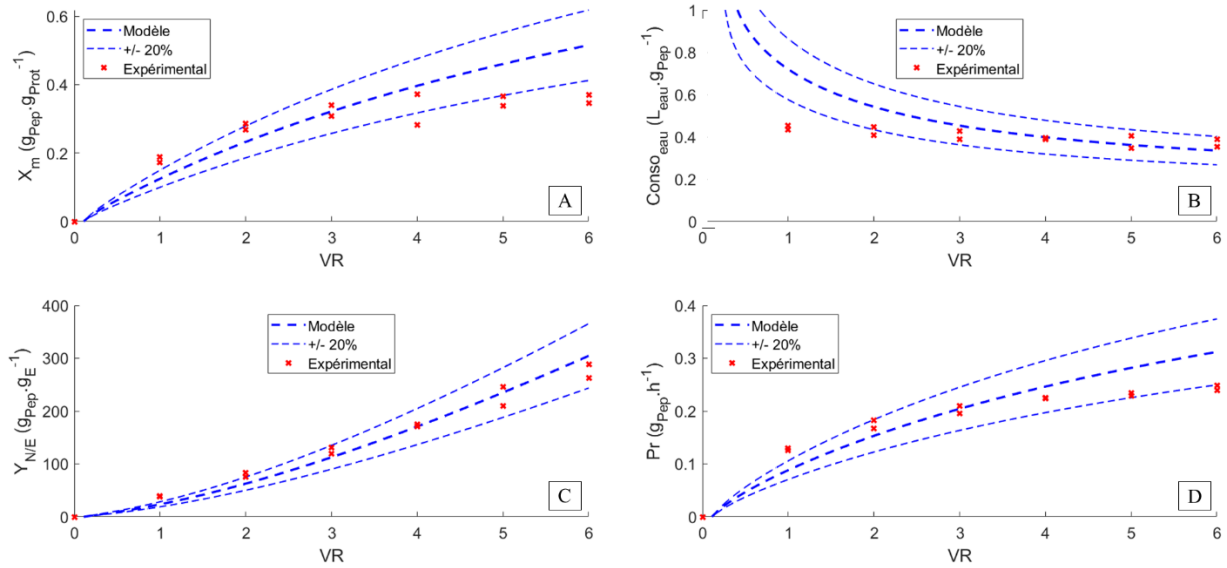 0.6
0.4
0.2
0
0 1 2 3 4 5 6
X_m (g_Pep.g_Prot^-1)
VR
Modèle
+/- 20%
Expérimental
A
1
0.8
0.6
0.4
0.2
0
0 1 2 3 4 5 6
Conso_eau (L_eau.g_Pep^-1)
VR
Modèle
+/- 20%
Expérimental
B
400
300
200
100
0
0 1 2 3 4 5 6
Y_N/E (g_Pep.g_E^-1)
VR
Modèle
+/- 20%
Expérimental
C
0.4
0.3
0.2
0.1
0
0 1 2 3 4 5 6
Pr (g_Pep.h^-1)
VR
Modèle
+/- 20%
Expérimental
D